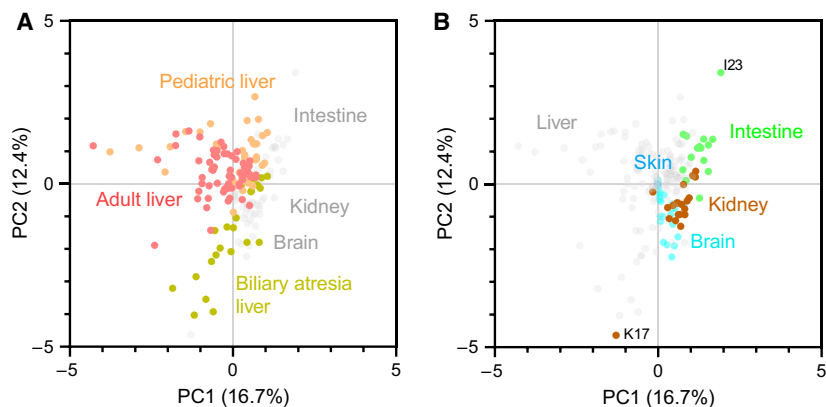 A
5
Pediatric liver
Intestine
PC2 (12.4%)
0
Adult liver
Kidney
Brain
Biliary atresia
liver
–5
–5
0
5
PC1 (16.7%)
B
5
I23
Liver
Intestine
Skin
PC2 (12.4%)
0
Kidney
Brain
K17
–5
–5
0
5
PC1 (16.7%)